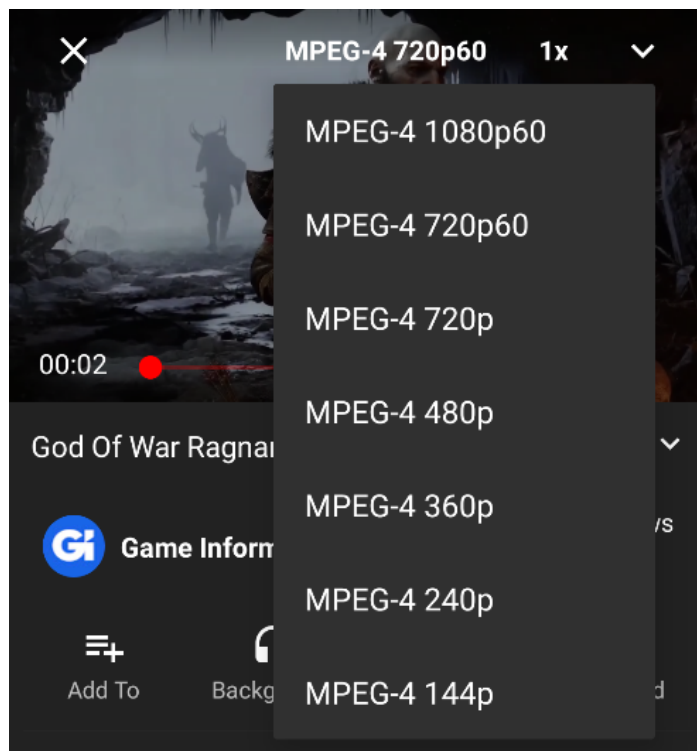 MPEG-4 720p60 1x
MPEG-4 1080p60
MPEG-4 720p60
MPEG-4 720p
00:02
MPEG-4 480p
God Of War Ragnar
MPEG-4 360p
Gi Game Inform
MPEG-4 240p
Add To Backg
MPEG-4 144p